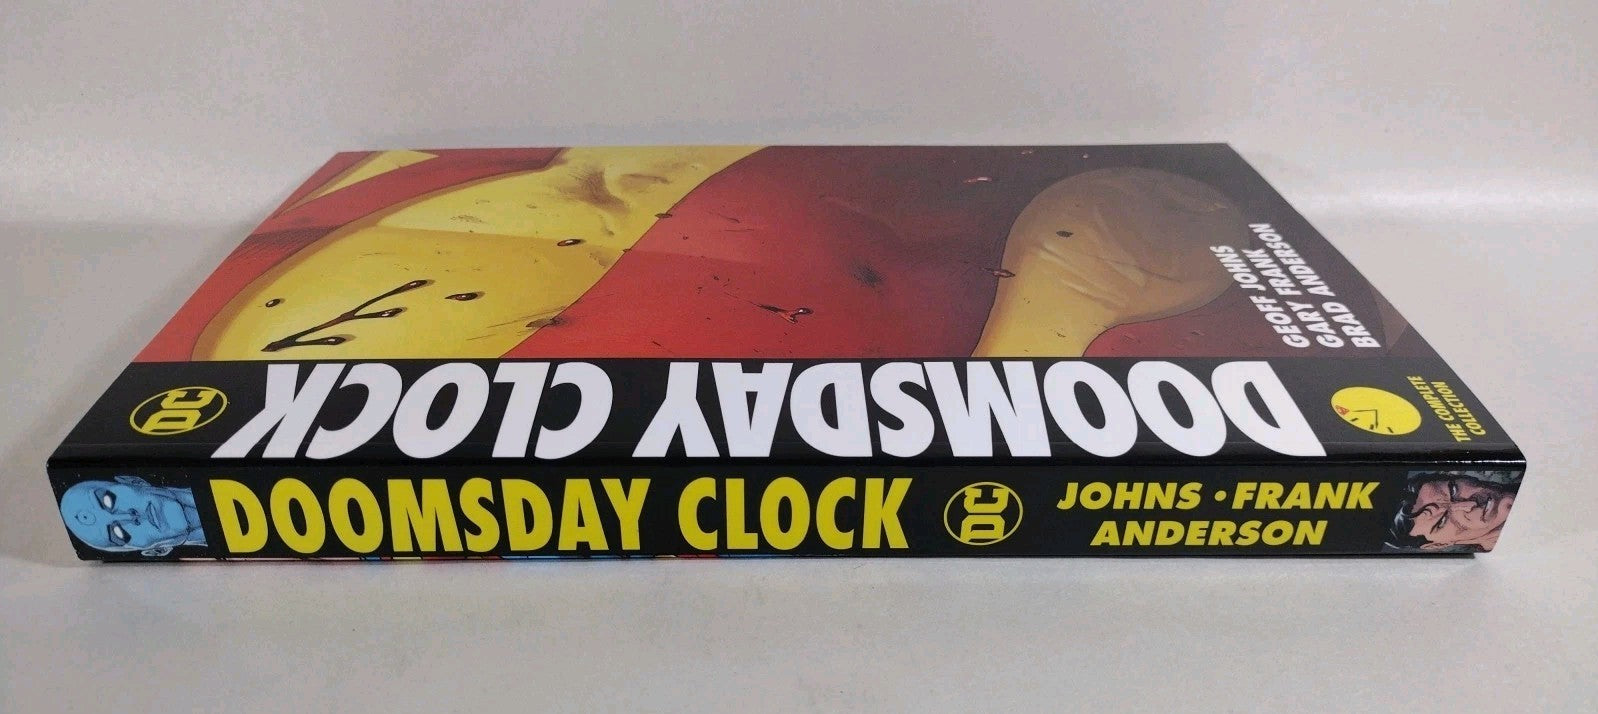 GEOFF JOHNS
GARY FRANK
BRAD ANDERSON
DOOMSDAY CLOCK
DC
THE COMPLETE
COLLECTION
DOOMSDAY CLOCK
DC
JOHNS • FRANK
ANDERSON